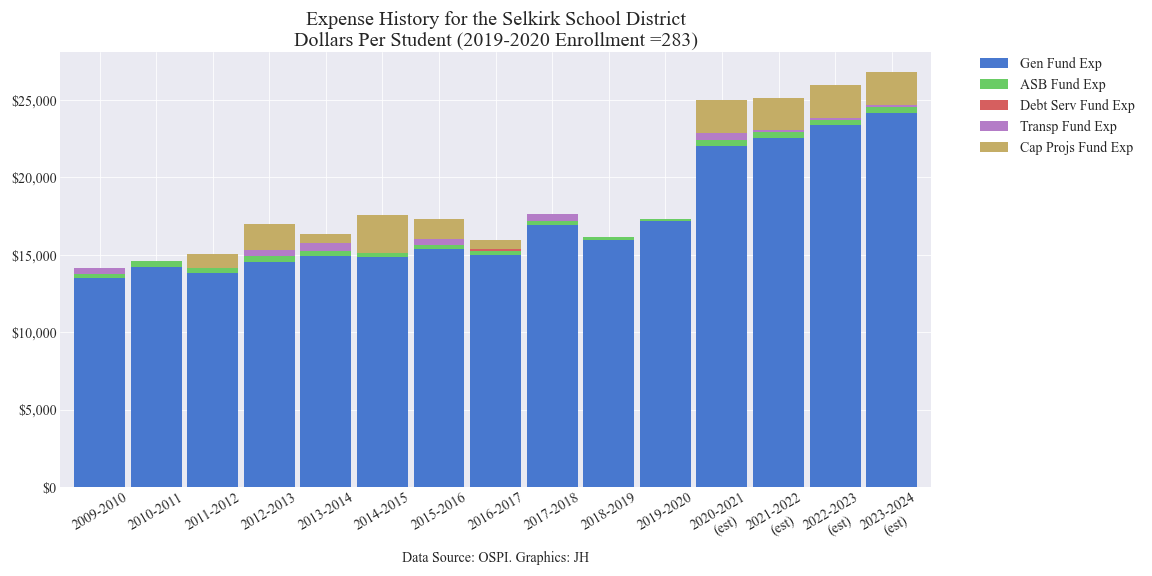 Expense History for the Selkirk School District
Dollars Per Student (2019-2020 Enrollment =283)
Gen Fund Exp
ASB Fund Exp
Debt Serv Fund Exp
Transp Fund Exp
Cap Projs Fund Exp
$25,000
$20,000
$15,000
$10,000
$5,000
$0
2009-2010
2010-2011
2011-2012
2012-2013
2013-2014
2014-2015
2015-2016
2016-2017
2017-2018
2018-2019
2019-2020
2020-2021
(est)
2021-2022
(est)
2022-2023
(est)
2023-2024
(est)
Data Source: OSPI. Graphics: JH